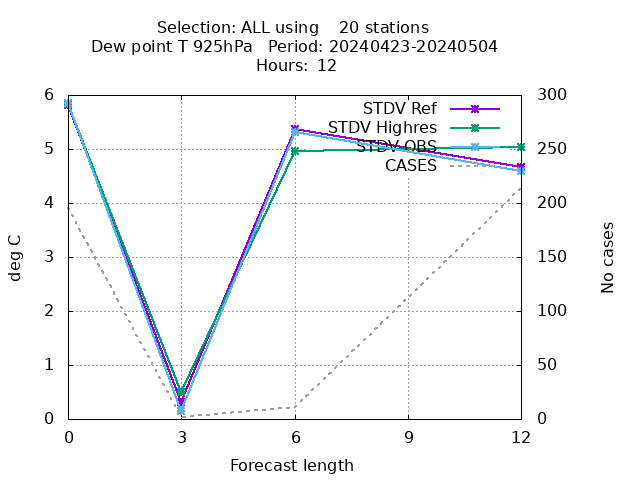 Selection: ALL using    20 stations
Dew point T 925hPa   Period: 20240423-20240504
Hours: 12
6
300
STDV Ref
STDV Highres
5
250
STDV OBS
CASES
4
200
deg C
No cases
3
150
2
100
1
50
0
0
0
3
6
9
12
Forecast length